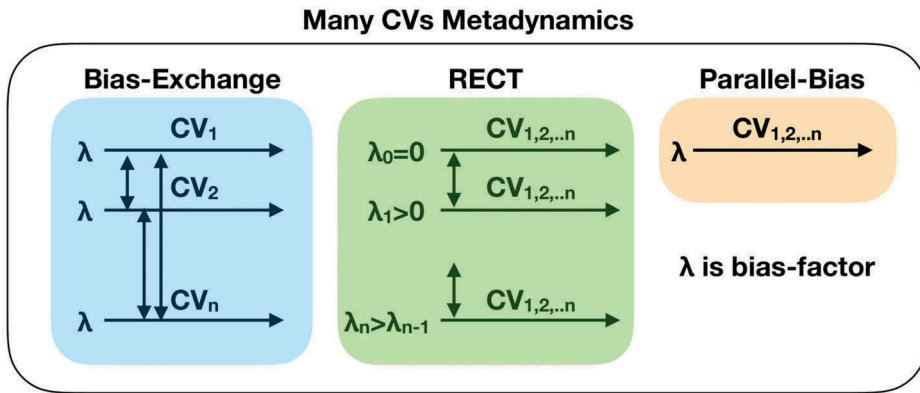 Many CVs Metadynamics
Bias-Exchange
λ
CV₁
λ
CV₂
λ
CVₙ
RECT
λ₀=0
CV₁,₂,..ₙ
λ₁>0
CV₁,₂,..ₙ
λₙ>λₙ₋₁
CV₁,₂,..ₙ
Parallel-Bias
λ
CV₁,₂,..ₙ
λ is bias-factor